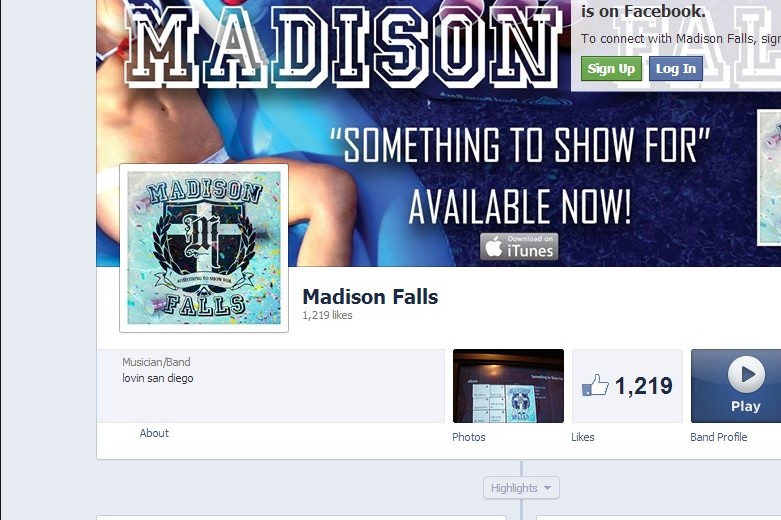 MADISON FAL
is on Facebook.
To connect with Madison Falls, sign
Sign Up Log In
“SOMETHING TO SHOW FOR”
AVAILABLE NOW!
Download on
iTunes
MADISON
M
SOMETHING TO SHOW FOR
FALLS
Madison Falls
1,219 likes
Musician/Band
lovin san diego
About
Photos
1,219
Likes
Play
Band Profile
Highlights